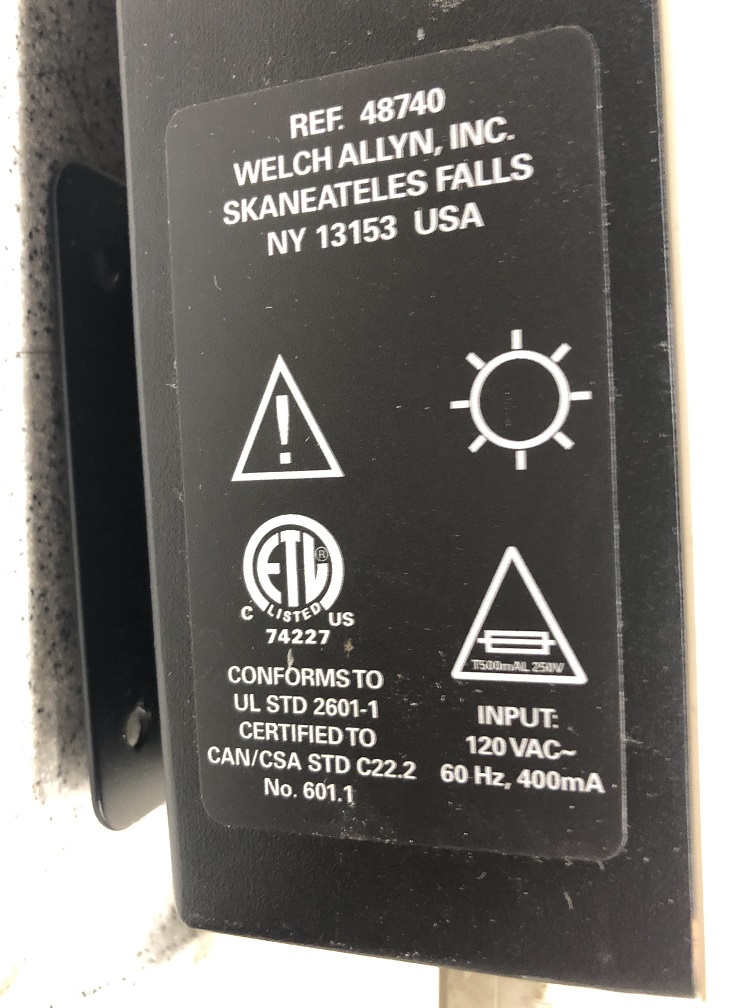 REF. 48740
WELCH ALLYN, INC.
SKANEATELES FALLS
NY 13153 USA
!
ETL ®
C LISTED US
74227
CONFORMS TO
UL STD 2601-1
CERTIFIED TO
CAN/CSA STD C22.2
No. 601.1
T500mAL 250V
INPUT:
120 VAC~
60 Hz, 400mA